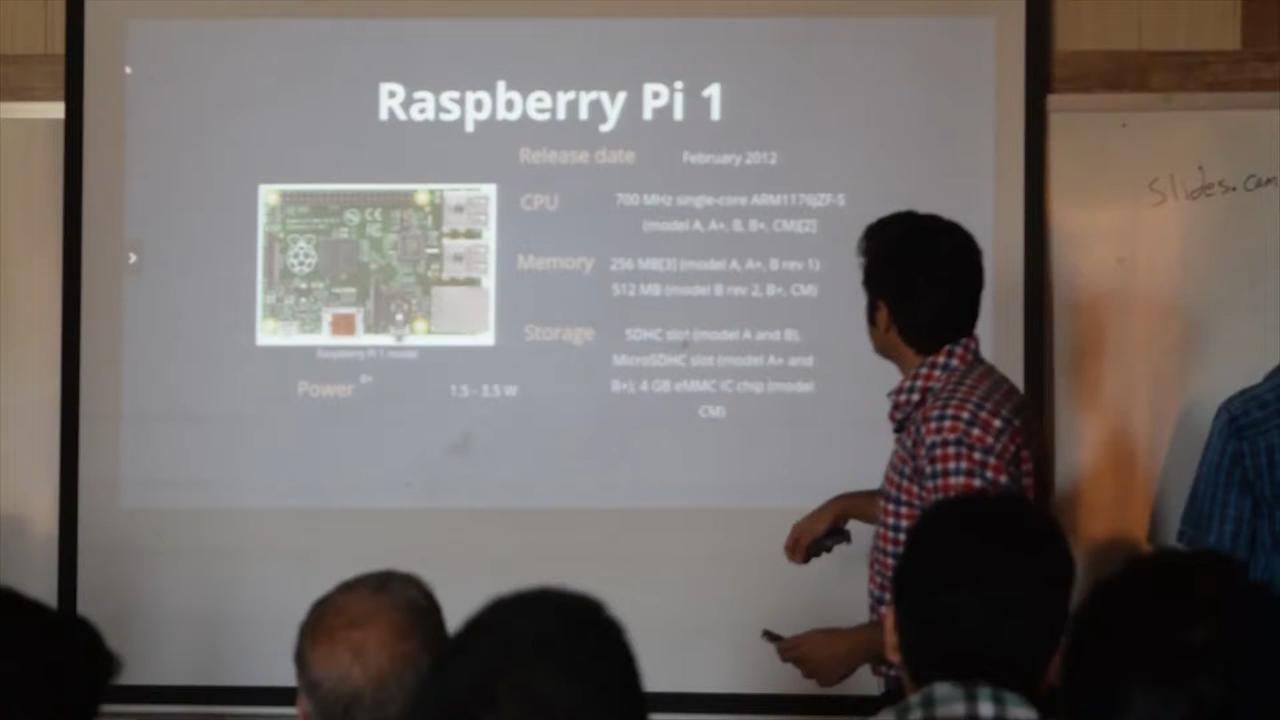 Raspberry Pi 1
Release date February 2012
CPU 700 MHz single-core ARM1176JZF-S
(model A, A+, B, B+, CM)[2]
Memory 256 MB[3] (model A, A+, B rev 1)
512 MB (model B rev 2, B+, CM)
Storage SDHC slot (model A and B),
MicroSDHC slot (model A+ and
B+), 4 GB eMMC IC chip (model
CM)
Raspberry Pi 1 model
B+
Power 1.5 - 3.5 W
slides.com